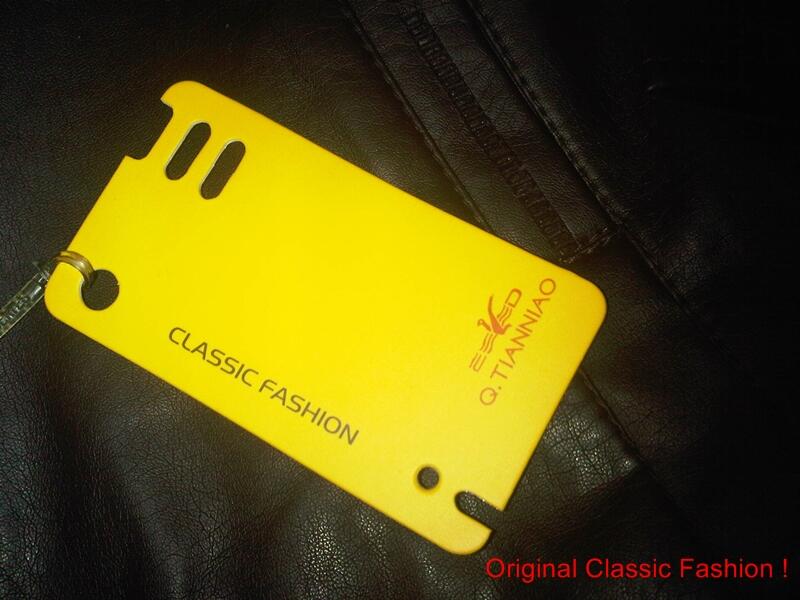 CLASSIC FASHION
Q. TIANNIAO
Original Classic Fashion !